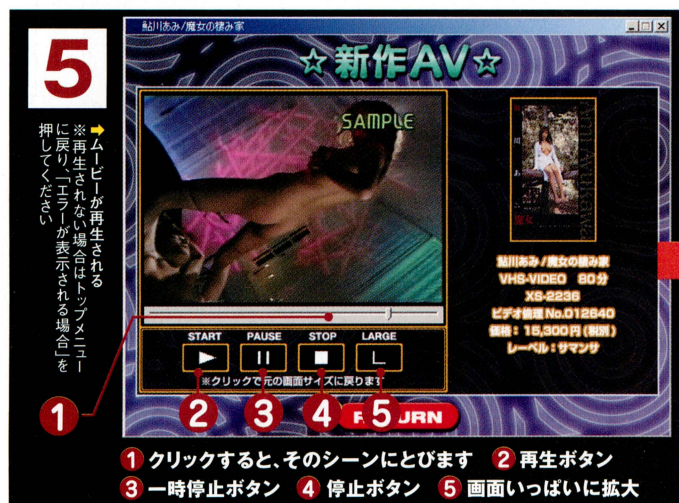 鮎川あみ/魔女の棲み家
5
☆新作AV☆
SAMPLE
➡ムービーが再生される
※再生されない場合はトップメニュー
に戻り、「エラーが表示される場合」を
押してください
鮎川あみ/魔女の棲み家
VHS-VIDEO 80分
XS-2236
ビデオ倫理 No.012640
価格：15,300円(税別)
レーベル：サマンサ
START PAUSE STOP LARGE
※クリックで元の画面サイズに戻ります
1 2 3 4 5
1 クリックすると、そのシーンにとびます 2 再生ボタン
3 一時停止ボタン 4 停止ボタン 5 画面いっぱいに拡大